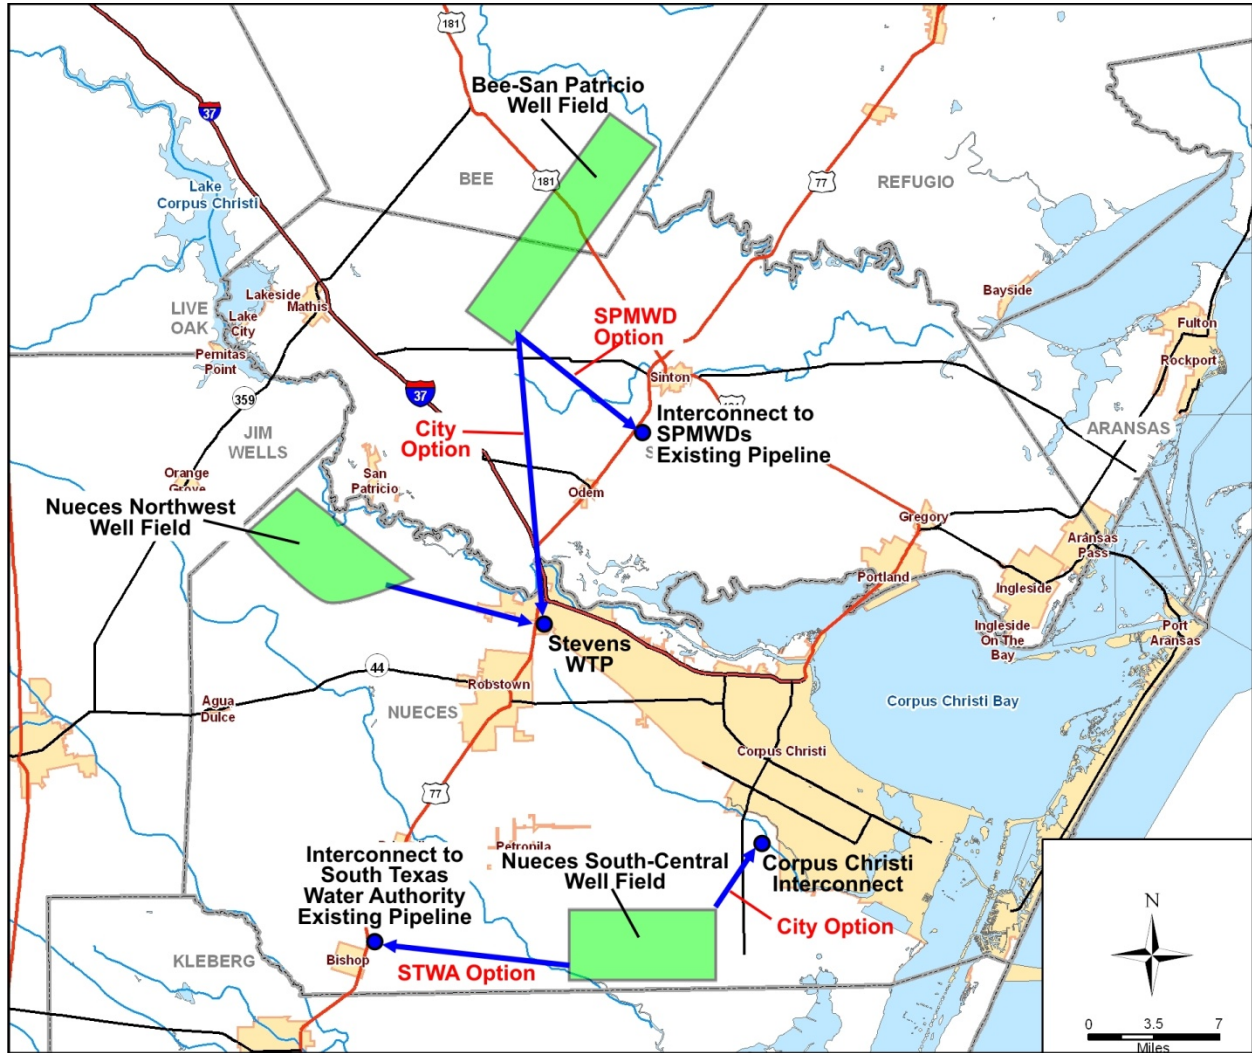 181
Bee-San Patricio
Well Field
37
BEE
181
77
REFUGIO
Lake
Corpus Christi
Bayside
LIVE
OAK
Lakeside
Mathis
Lake
City
Pernitas
Point
SPMWD
Option
Fulton
Rockport
Sinton
359
37
JIM
WELLS
City
Option
Interconnect to
SPMWDs
Existing Pipeline
S
ARANSAS
Orange
San
Patricio
Odem
Nueces Northwest
Well Field
Gregory
Aransas
Pass
Portland
Ingleside
Ingleside
On The
Bay
Port
Aransas
Stevens
WTP
44
Robstown
Agua
Dulce
NUECES
Corpus Christi Bay
Corpus Christi
77
Petronila
Interconnect to
South Texas
Water Authority
Existing Pipeline
Nueces South-Central
Well Field
Corpus Christi
Interconnect
City Option
KLEBERG
Bishop
STWA Option
N
0 3.5 7
Miles